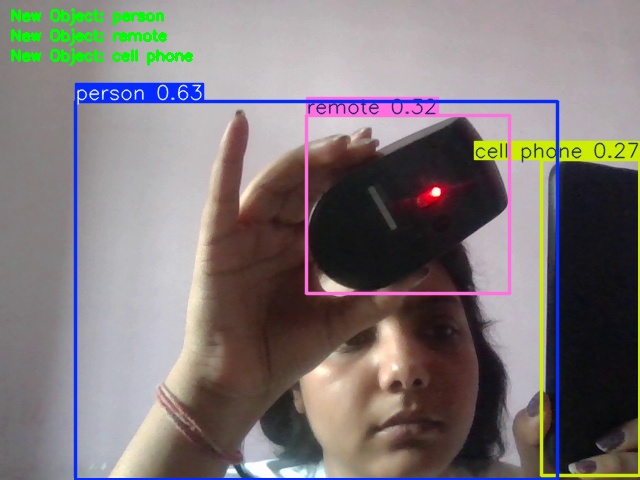 New Object: person
New Object: remote
New Object: cell phone
person 0.63
remote 0.32
cell phone 0.27